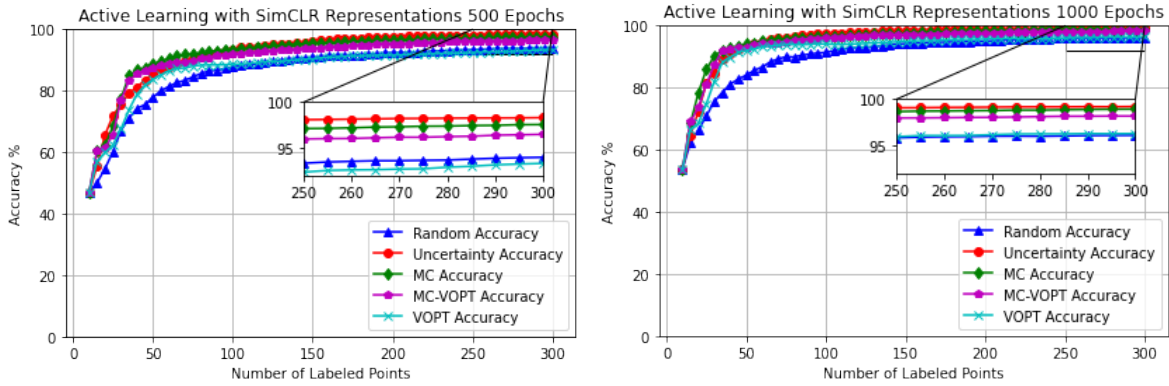 Active Learning with SimCLR Representations 500 Epochs
100
80
60
40
20
0
Accuracy %
0
50
100
150
200
250
300
Number of Labeled Points
100
95
250
260
270
280
290
300
Random Accuracy
Uncertainty Accuracy
MC Accuracy
MC-VOPT Accuracy
VOPT Accuracy
Active Learning with SimCLR Representations 1000 Epochs
100
80
60
40
20
0
Accuracy %
0
50
100
150
200
250
300
Number of Labeled Points
100
95
250
260
270
280
290
300
Random Accuracy
Uncertainty Accuracy
MC Accuracy
MC-VOPT Accuracy
VOPT Accuracy